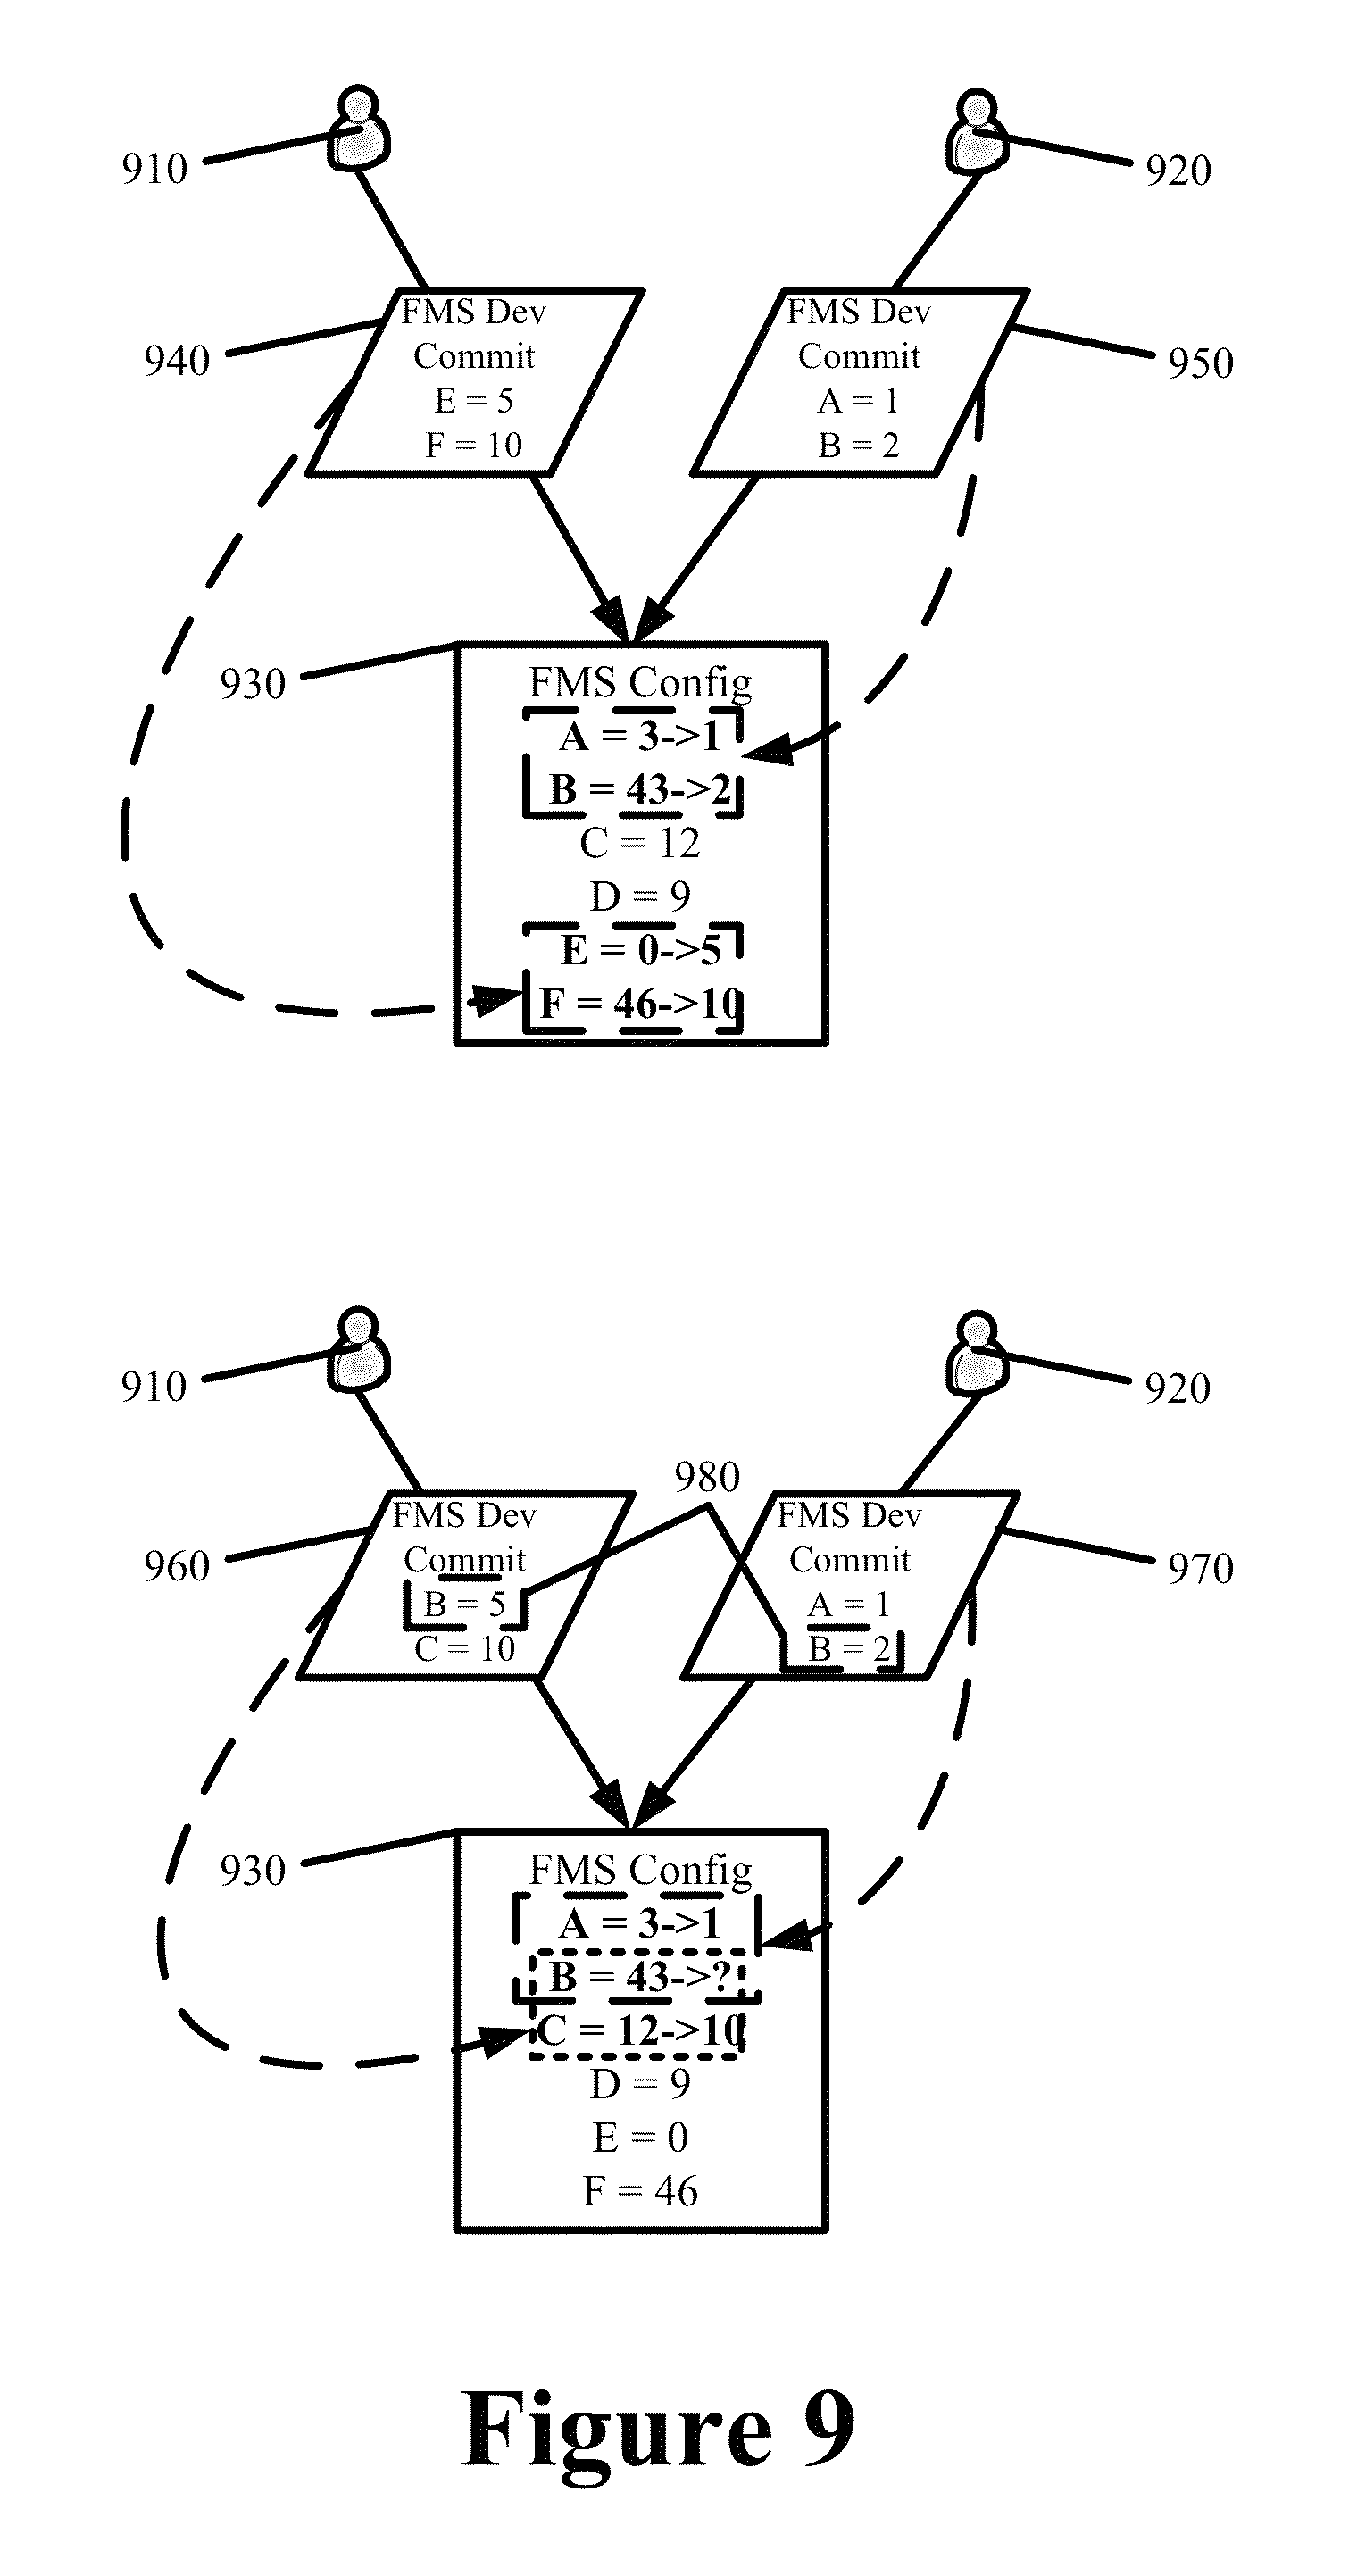 910
920
FMS Dev
Commit
E = 5
F = 10
940
FMS Dev
Commit
A = 1
B = 2
950
930
FMS Config
A = 3->1
B = 43->2
C = 12
D = 9
E = 0->5
F = 46->10
910
920
980
FMS Dev
Commit
B = 5
C = 10
960
FMS Dev
Commit
A = 1
B = 2
970
930
FMS Config
A = 3->1
B = 43->?
C = 12->10
D = 9
E = 0
F = 46
Figure 9